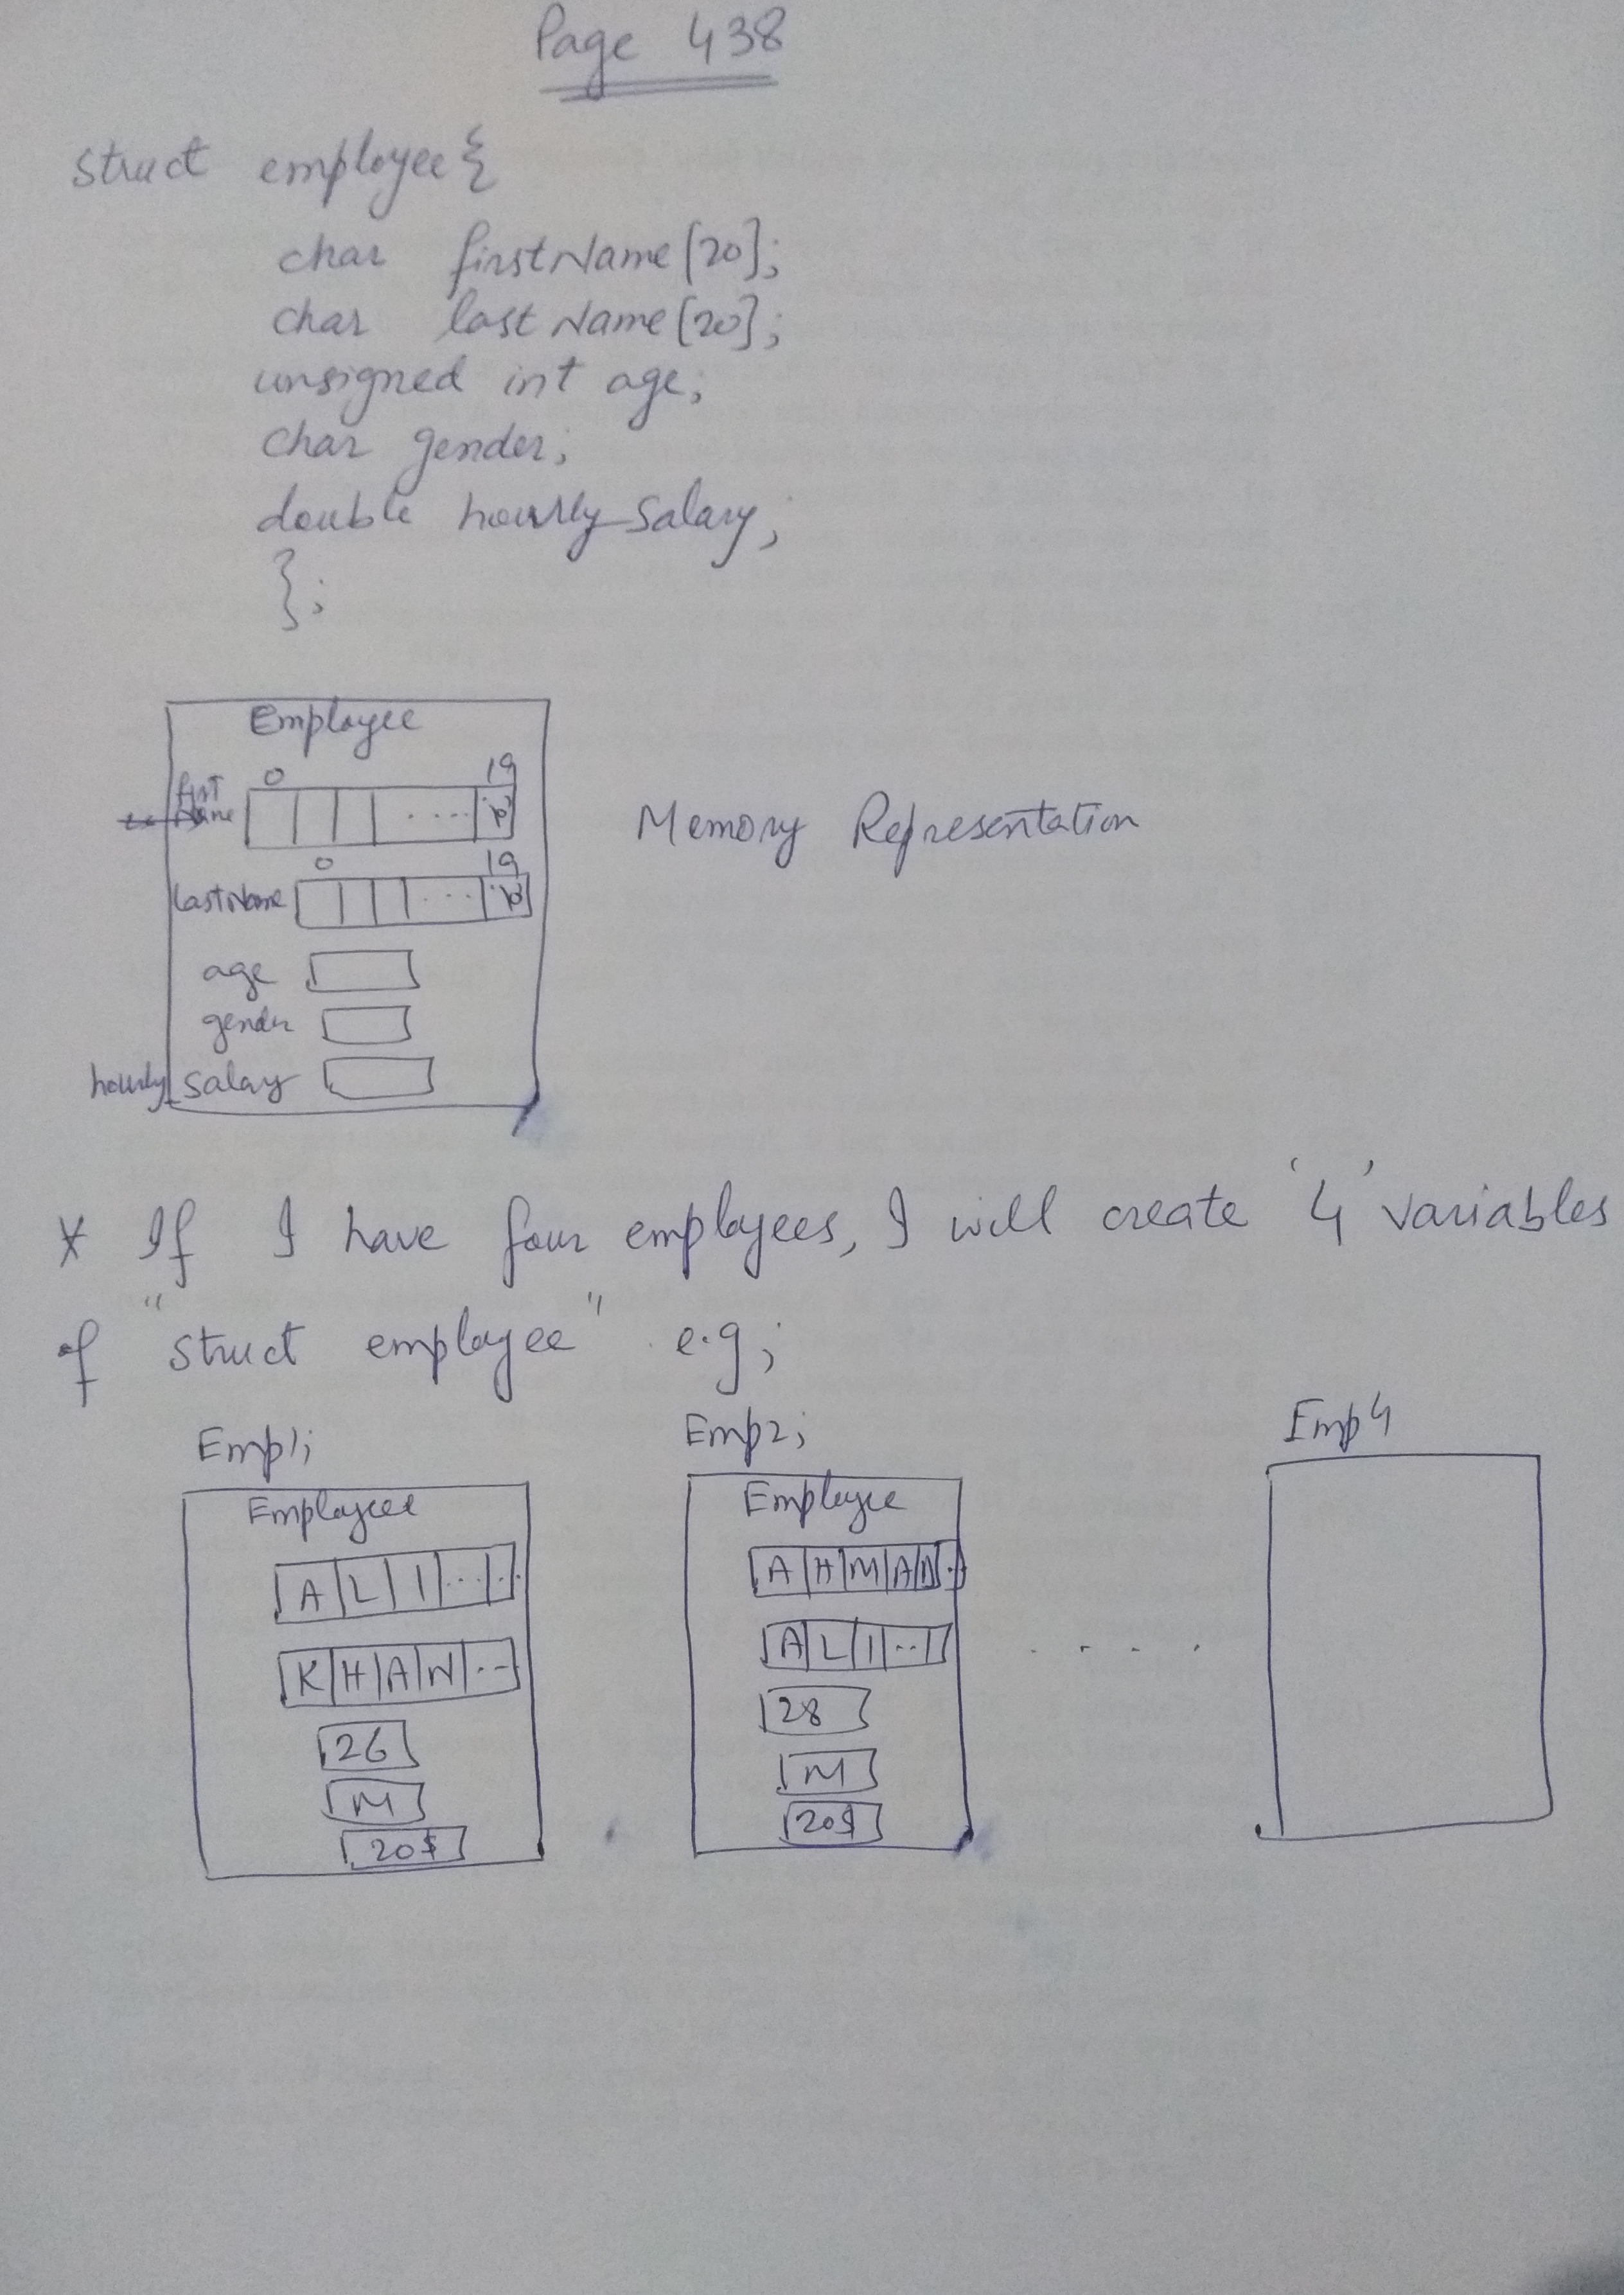 Page 438
struct employee {
char firstName[20];
char lastName[20];
unsigned int age;
char gender;
double hourly_salary;
};
Employee
0 19
first
Name .... '\0'
Memory Representation
0 19
lastName ... '\0'
age
gender
hourly_salary
* If I have four employees, I will create '4' variables
of "struct employee" e.g;
Emp1; Emp2; Emp4
Employee Employee
A L I ... A H M A D ..
K H A N .. A L I .. ....
26 28
M M
20$ 20$